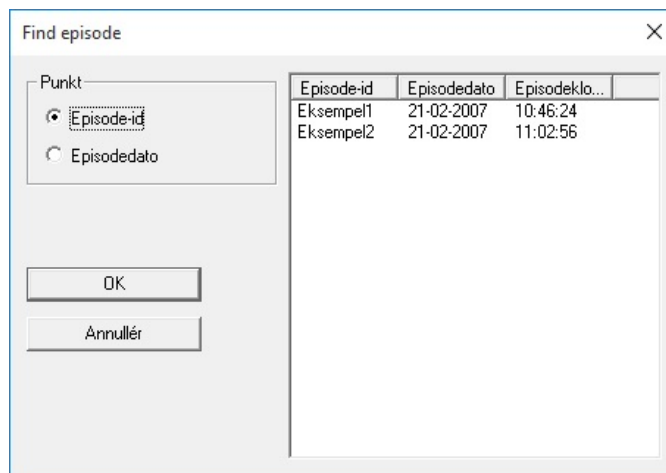 Find episode
Punkt
Episode-id
Episodedato
OK
Annullér
Episode-id Episodedato Episodeklo...
Eksempel1 21-02-2007 10:46:24
Eksempel2 21-02-2007 11:02:56